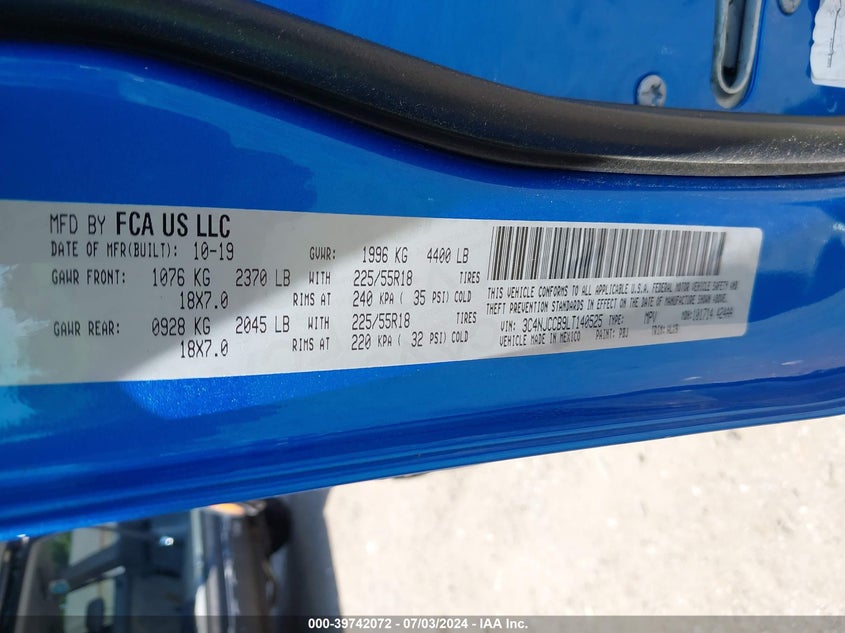 MFD BY FCA US LLC
DATE OF MFR(BUILT): 10-19 GVWR: 1996 KG 4400 LB
GAWR FRONT: 1076 KG 2370 LB WITH 225/55R18 TIRES
18X7.0 RIMS AT 240 KPA ( 35 PSI) COLD
GAWR REAR: 0928 KG 2045 LB WITH 225/55R18 TIRES
18X7.0 RIMS AT 220 KPA ( 32 PSI) COLD
THIS VEHICLE CONFORMS TO ALL APPLICABLE U.S.A. FEDERAL MOTOR VEHICLE SAFETY AND
THEFT PREVENTION STANDARDS IN EFFECT ON THE DATE OF MANUFACTURE SHOWN ABOVE.
VIN: 3C4NJCCB9LT140525 TYPE: MPV MDH:101714 42AAA
VEHICLE MADE IN MEXICO PAINT: PBJ TRIM:
000-39742072 - 07/03/2024 - IAA Inc.